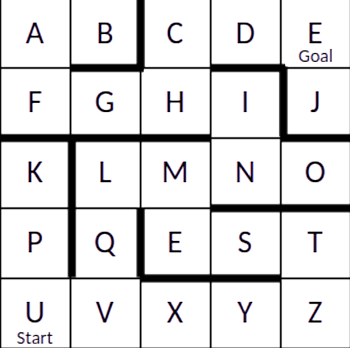 A B C D E
Goal
F G H I J
K L M N O
P Q E S T
U V X Y Z
Start